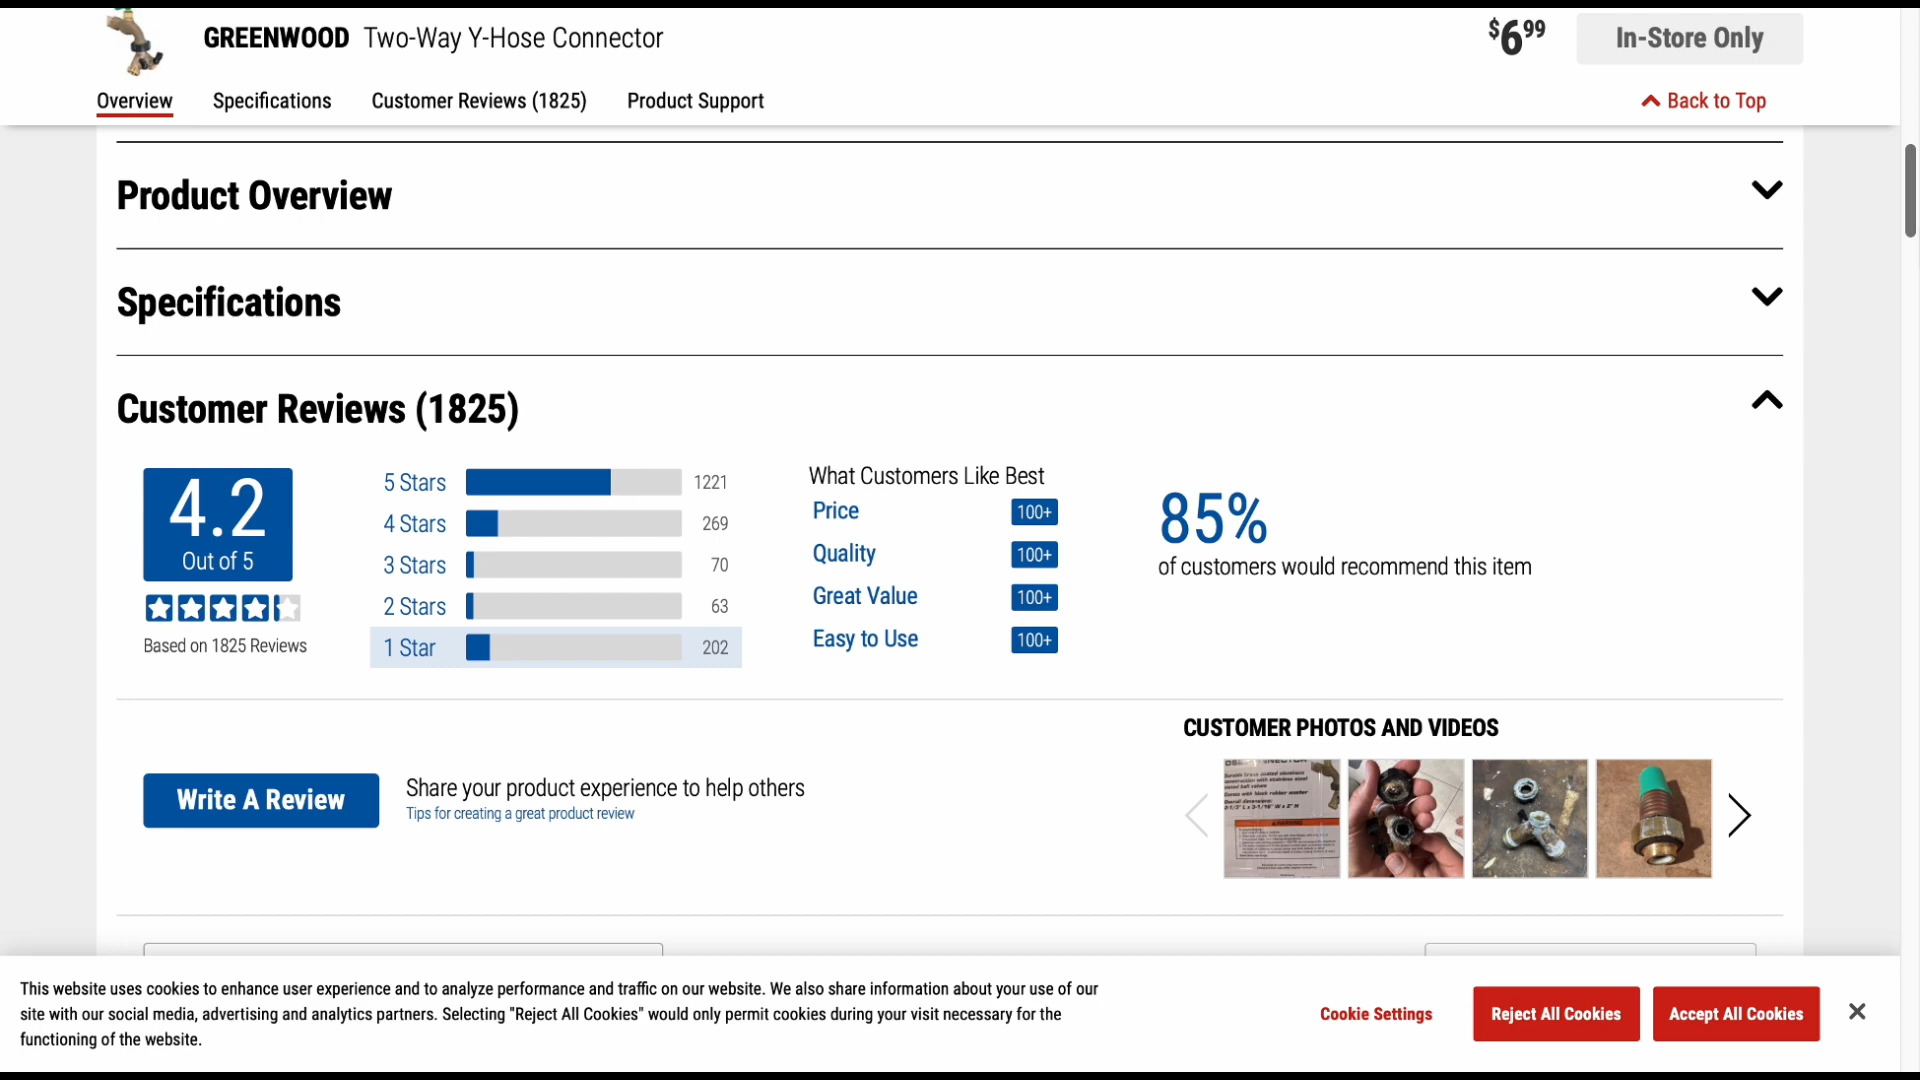 GREENWOOD Two-Way Y-Hose Connector
$6.99
In-Store Only
Overview
Specifications
Customer Reviews (1825)
Product Support
Back to Top
Product Overview
Specifications
Customer Reviews (1825)
4.2
Out of 5
Based on 1825 Reviews
5 Stars 1221
4 Stars 269
3 Stars 70
2 Stars 63
1 Star 202
What Customers Like Best
Price 100+
Quality 100+
Great Value 100+
Easy to Use 100+
85%
of customers would recommend this item
Write A Review
Share your product experience to help others
Tips for creating a great product review
CUSTOMER PHOTOS AND VIDEOS
This website uses cookies to enhance user experience and to analyze performance and traffic on our website. We also share information about your use of our
site with our social media, advertising and analytics partners. Selecting "Reject All Cookies" would only permit cookies during your visit necessary for the
functioning of the website.
Cookie Settings
Reject All Cookies
Accept All Cookies